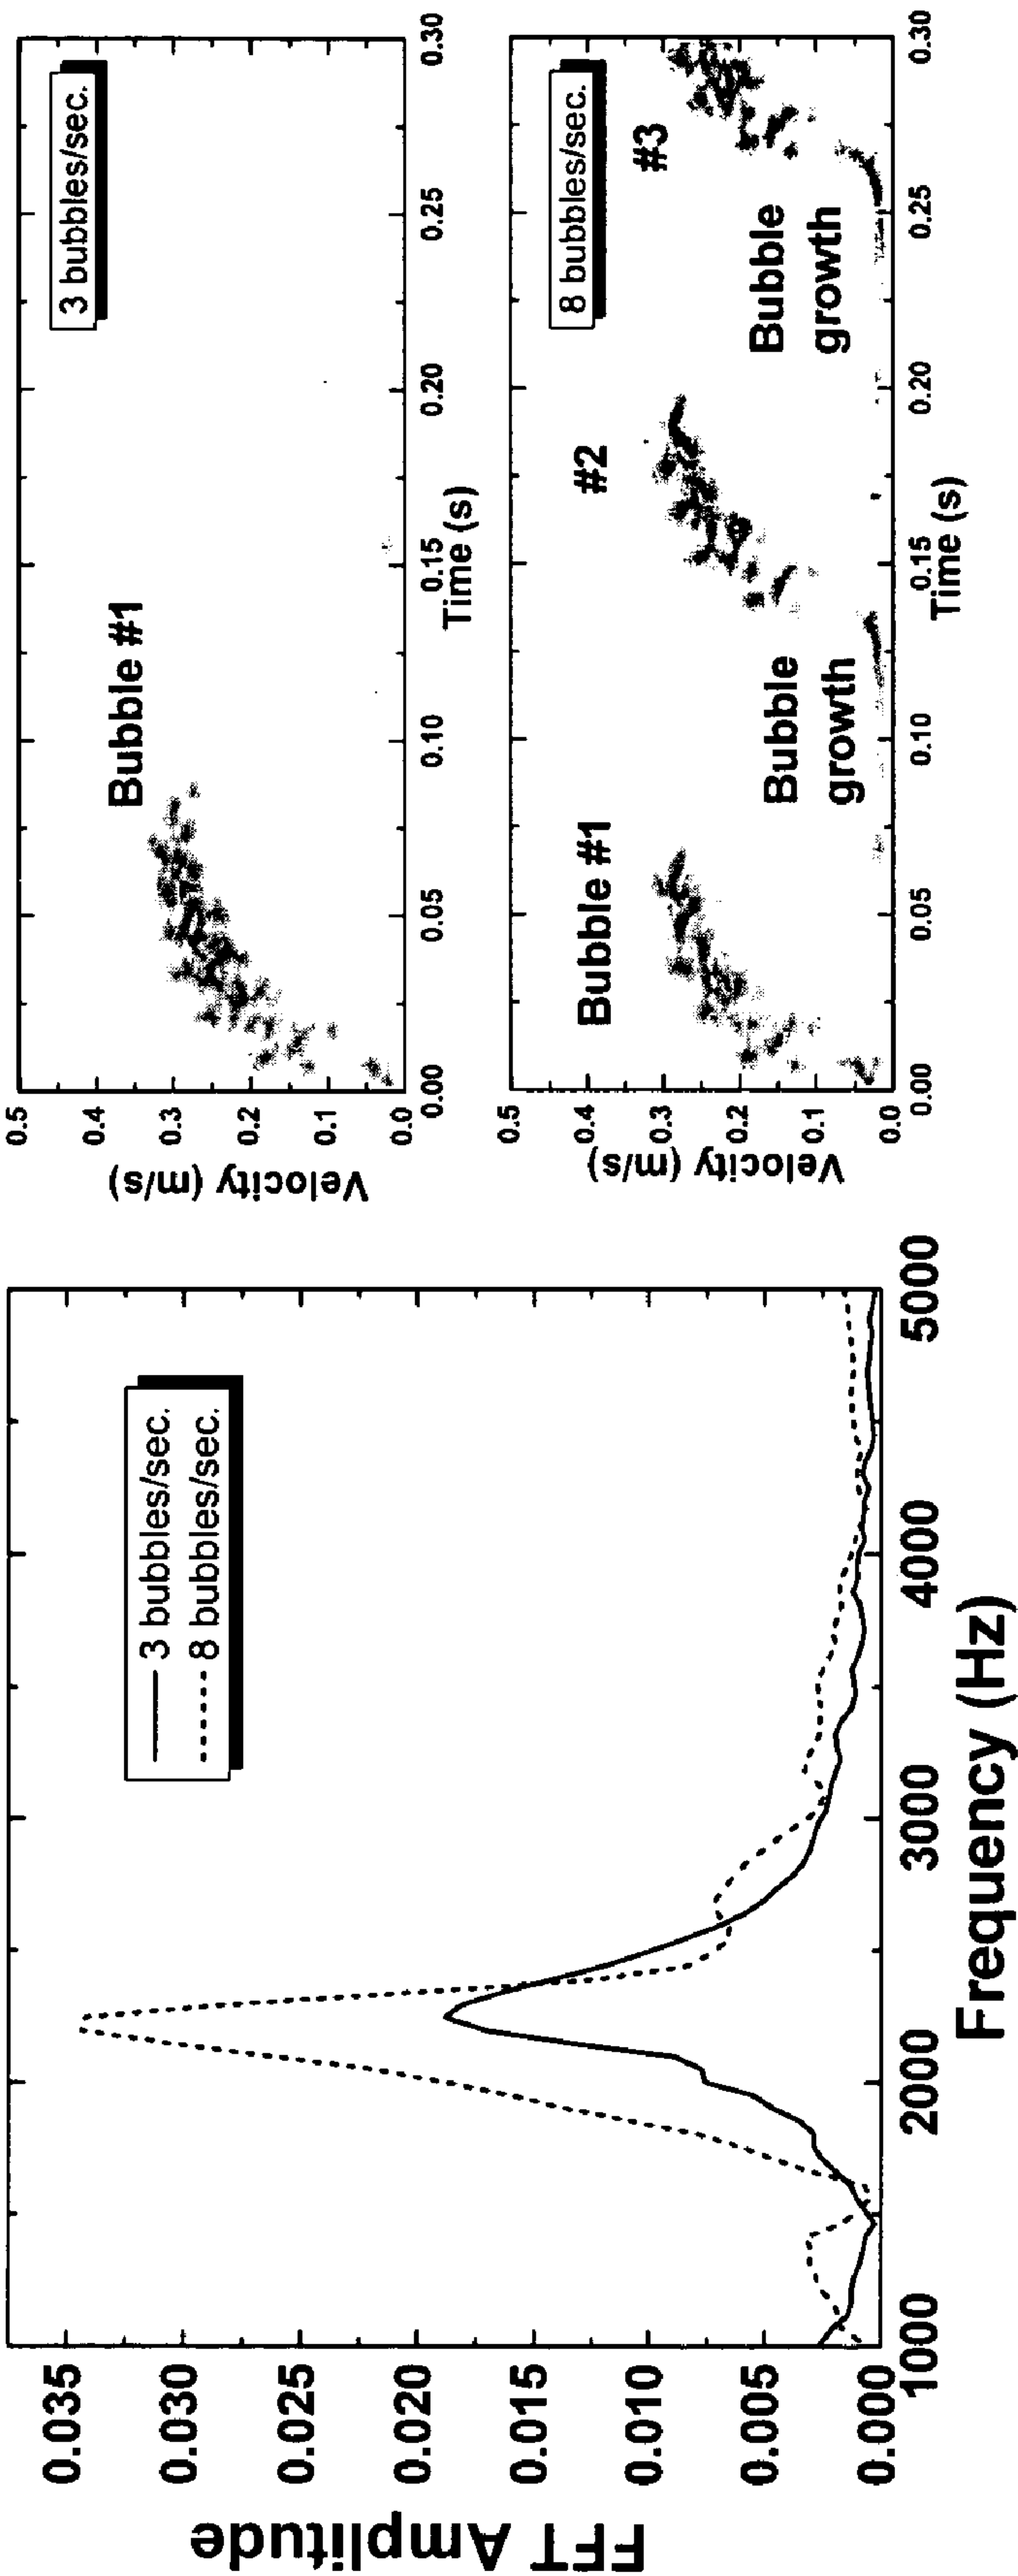 FFT Amplitude
0.035
0.030
0.025
0.020
0.015
0.010
0.005
0.000
3 bubbles/sec.
8 bubbles/sec.
1000
2000
3000
4000
5000
Frequency (Hz)
Velocity (m/s)
0.5
0.4
0.3
0.2
0.1
0.0
3 bubbles/sec.
Bubble #1
0.00
0.05
0.10
0.15
0.20
0.25
0.30
Time (s)
Velocity (m/s)
0.5
0.4
0.3
0.2
0.1
0.0
8 bubbles/sec.
Bubble #1
#2
#3
Bubble
growth
Bubble
growth
0.00
0.05
0.10
0.15
0.20
0.25
0.30
Time (s)